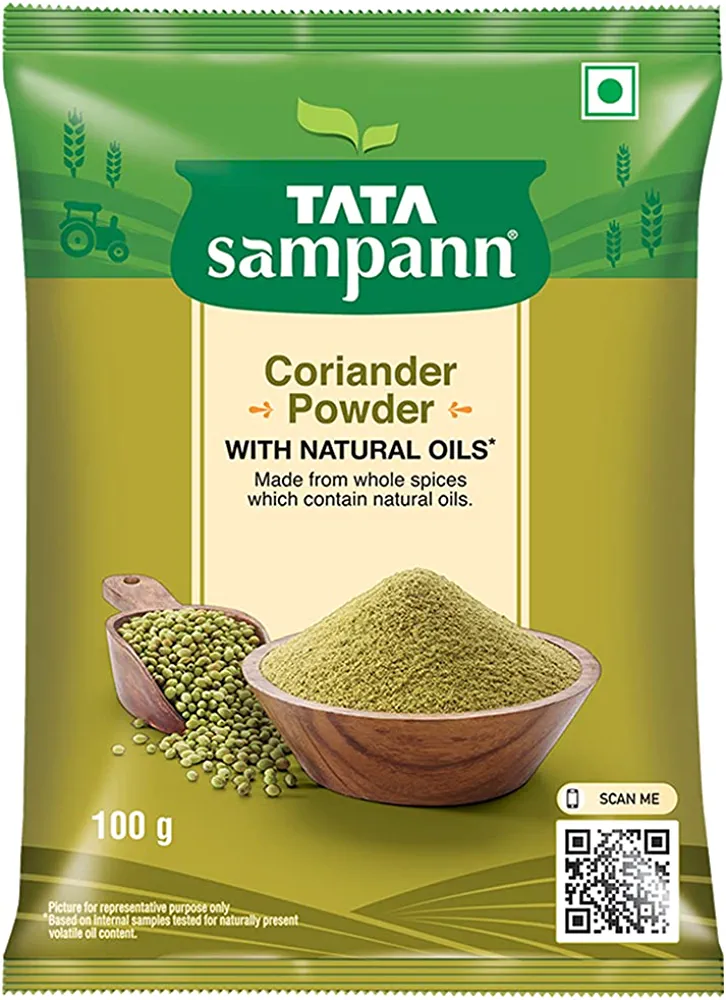 TATA
sampann®
Coriander
Powder
WITH NATURAL OILS*
Made from whole spices
which contain natural oils.
100 g
SCAN ME
Picture for representative purpose only
*Based on internal samples tested for naturally present
volatile oil content.